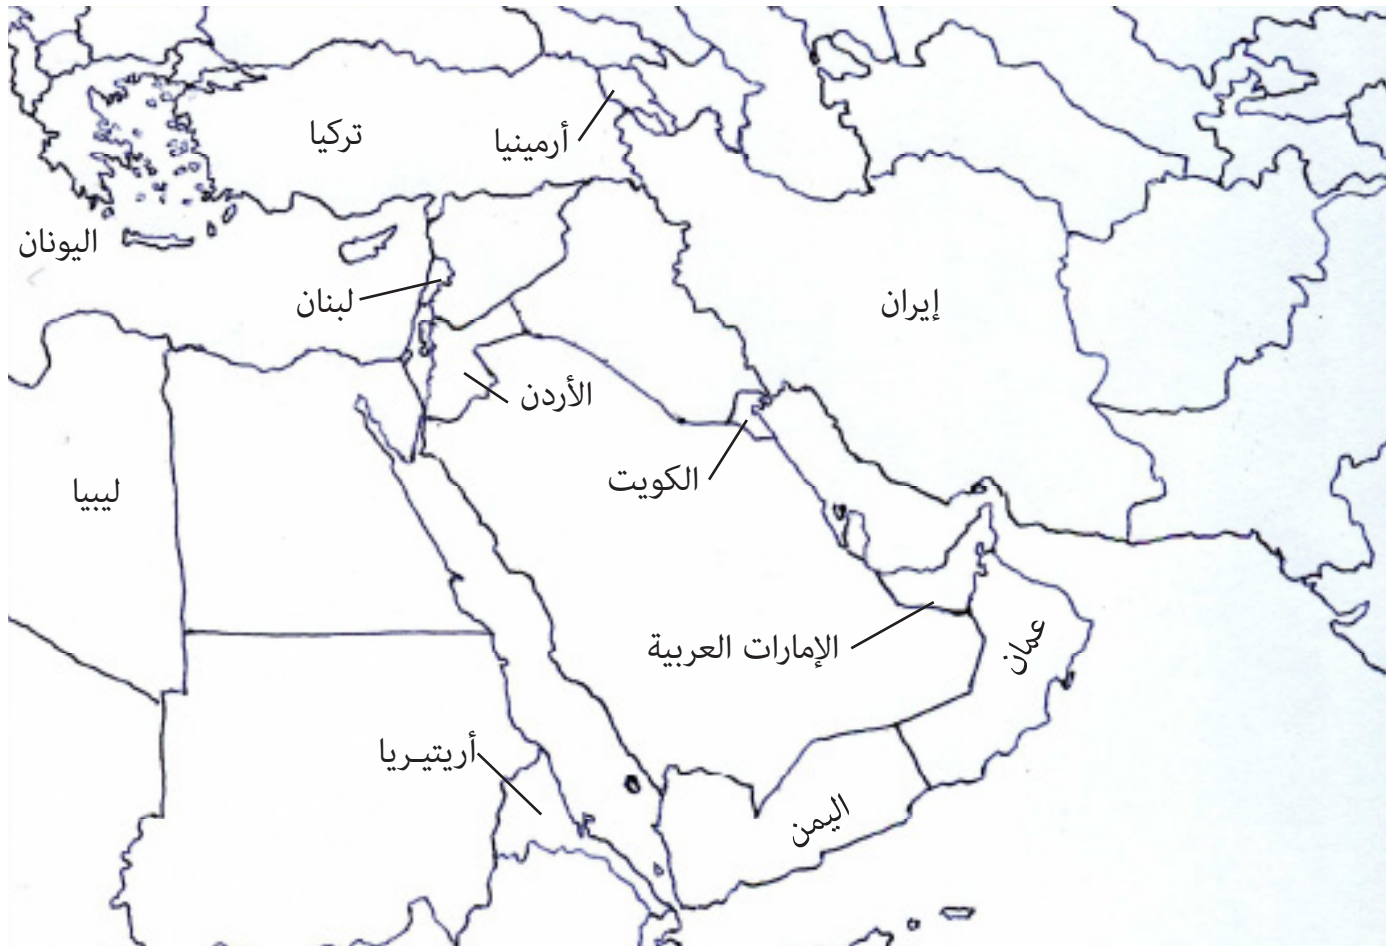 تركيا
أرمينيا
اليونان
لبنان
إيران
الأردن
الكويت
ليبيا
عمان
الإمارات العربية
أريتيـريا
اليمن